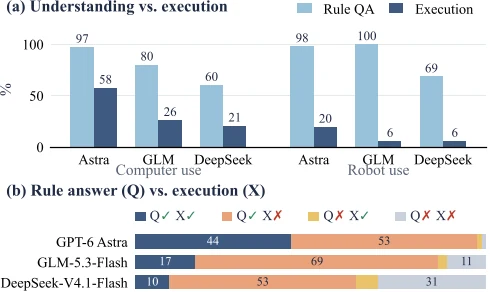 (a) Understanding vs. execution
Rule QA Execution
%
100
50
0
97 58 80 26 60 21 98 20 100 6 69 6
Astra GLM DeepSeek Astra GLM DeepSeek
Computer use Robot use
(b) Rule answer (Q) vs. execution (X)
Q✓ X✓ Q✓ X✗ Q✗ X✓ Q✗ X✗
GPT-6 Astra 44 53
GLM-5.3-Flash 17 69 11
DeepSeek-V4.1-Flash 10 53 31